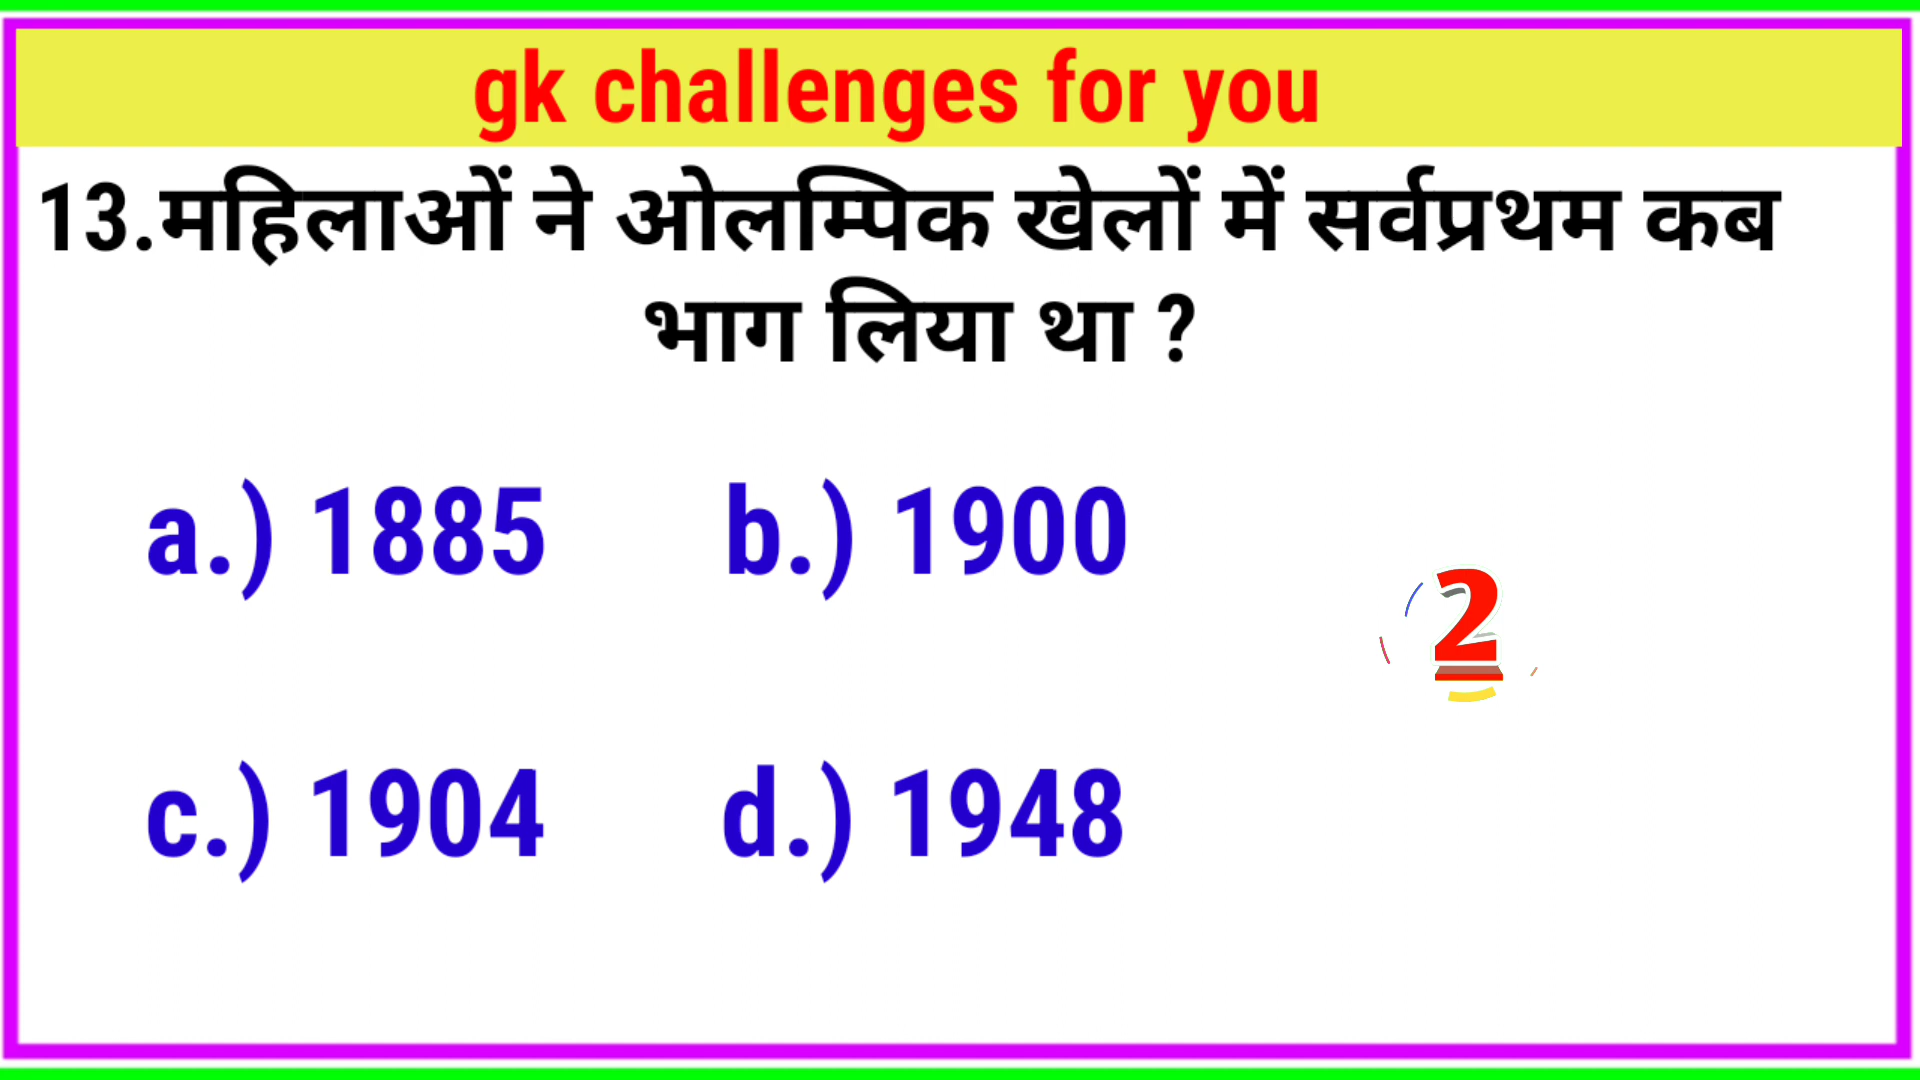 gk challenges for you
13.महिलाओं ने ओलम्पिक खेलों में सर्वप्रथम कब
भाग लिया था ?
a.) 1885 b.) 1900
2
c.) 1904 d.) 1948